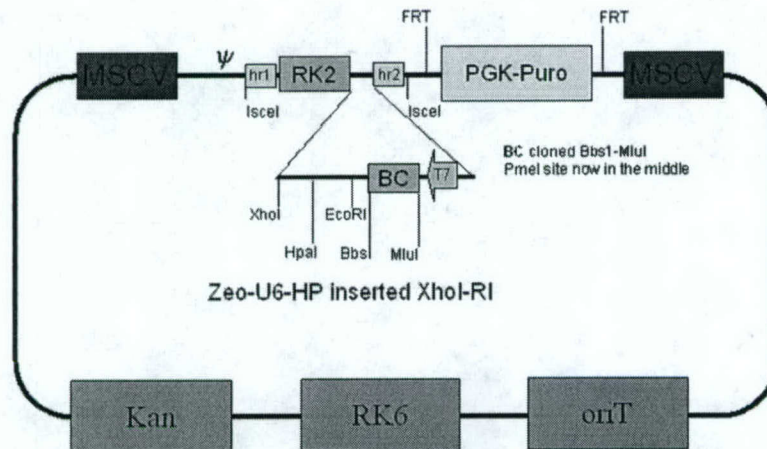 FRT
FRT
MSCV
Ψ
hr1
RK2
hr2
PGK-Puro
MSCV
IsceI
IsceI
BC cloned Bbs1-MluI
PmeI site now in the middle
BC
T7
XhoI
EcoRI
HpaI
BbsI
MluI
Zeo-U6-HP inserted XhoI-RI
Kan
RK6
oriT